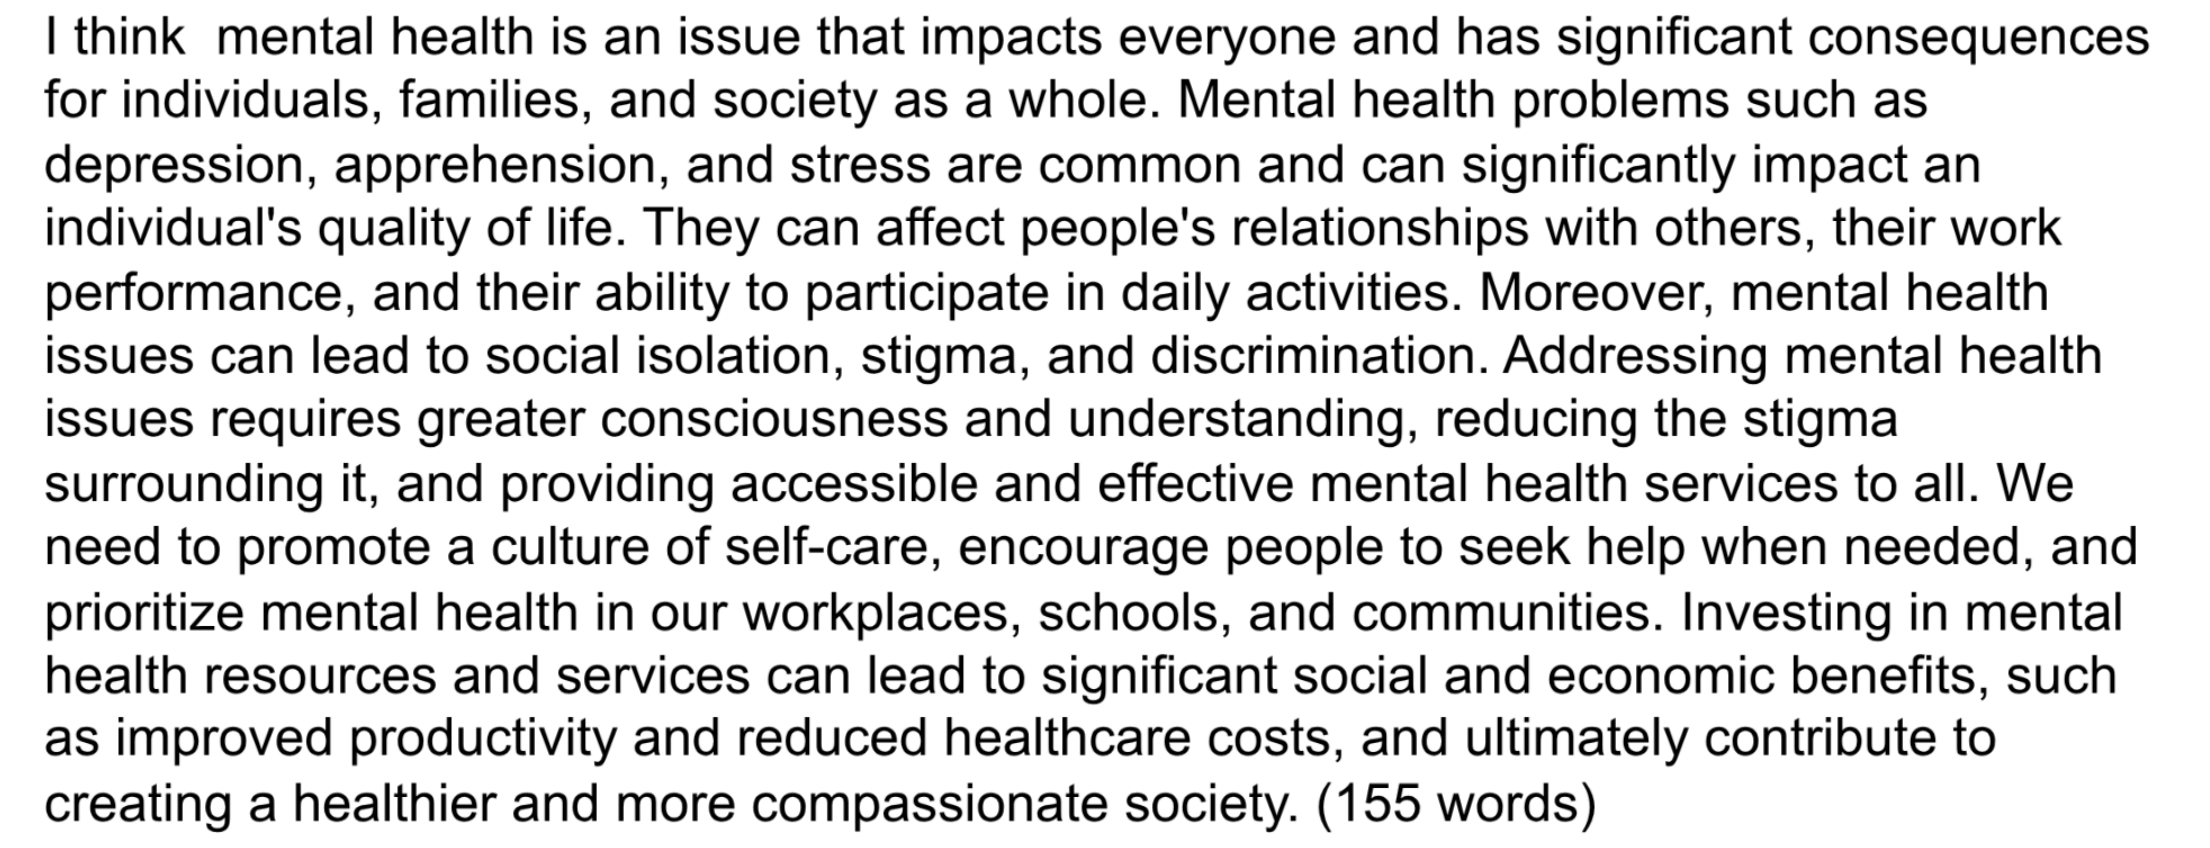 I think  mental health is an issue that impacts everyone and has significant consequences
for individuals, families, and society as a whole. Mental health problems such as
depression, apprehension, and stress are common and can significantly impact an
individual's quality of life. They can affect people's relationships with others, their work
performance, and their ability to participate in daily activities. Moreover, mental health
issues can lead to social isolation, stigma, and discrimination. Addressing mental health
issues requires greater consciousness and understanding, reducing the stigma
surrounding it, and providing accessible and effective mental health services to all. We
need to promote a culture of self-care, encourage people to seek help when needed, and
prioritize mental health in our workplaces, schools, and communities. Investing in mental
health resources and services can lead to significant social and economic benefits, such
as improved productivity and reduced healthcare costs, and ultimately contribute to
creating a healthier and more compassionate society. (155 words)